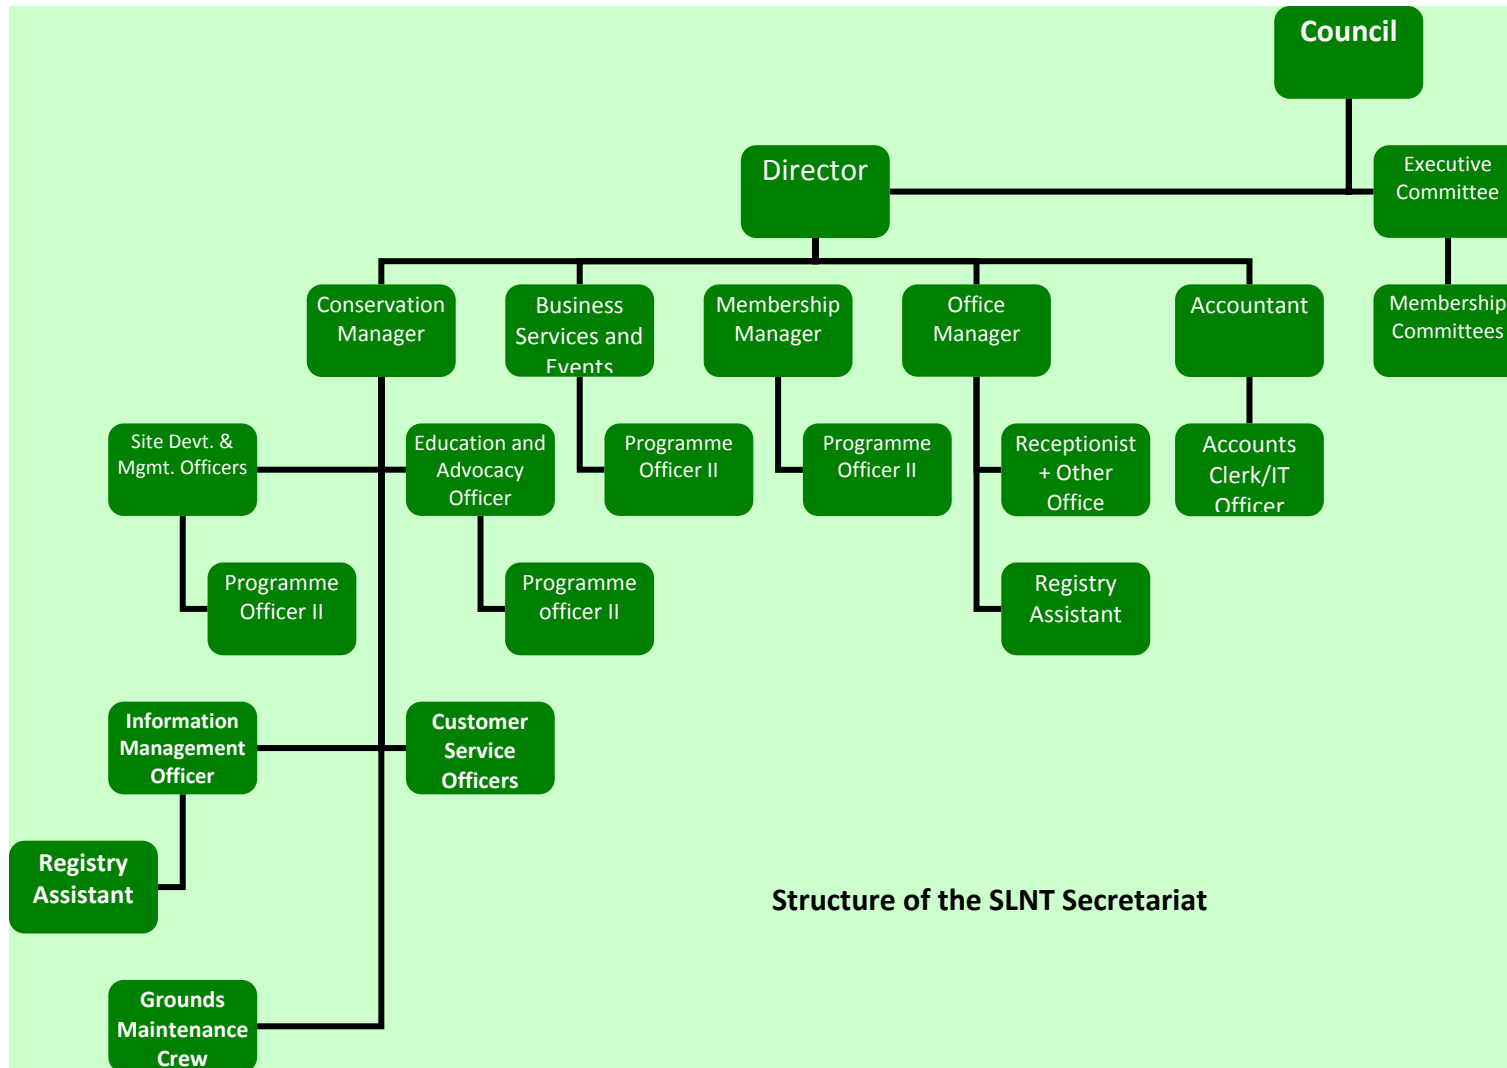 Council
Director
Executive
Committee
Conservation
Manager
Business
Services and
Events
Membership
Manager
Office
Manager
Accountant
Membership
Committees
Site Devt. &
Mgmt. Officers
Education and
Advocacy
Officer
Programme
Officer II
Programme
Officer II
Receptionist
+ Other
Office
Accounts
Clerk/IT
Officer
Programme
Officer II
Programme
officer II
Registry
Assistant
Information
Management
Officer
Customer
Service
Officers
Registry
Assistant
Structure of the SLNT Secretariat
Grounds
Maintenance
Crew